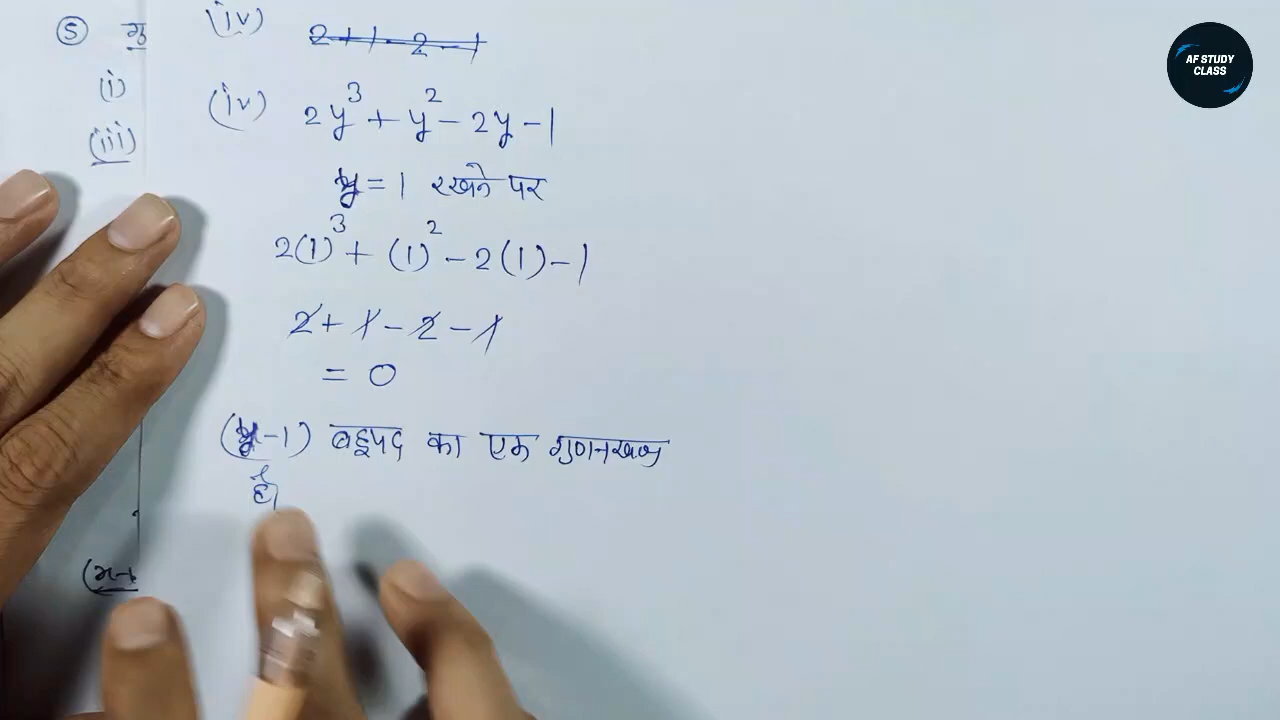 ⑤ गु
(i)
(iii)
(iv) 2+1-2-1
(iv) 2y³ + y² - 2y - 1
y = 1 रखने पर
2(1)³ + (1)² - 2(1) - 1
2 + 1 - 2 - 1
= 0
(y-1) बहुपद का एक गुणनखण्ड
है।
(x+
AF STUDY
CLASS